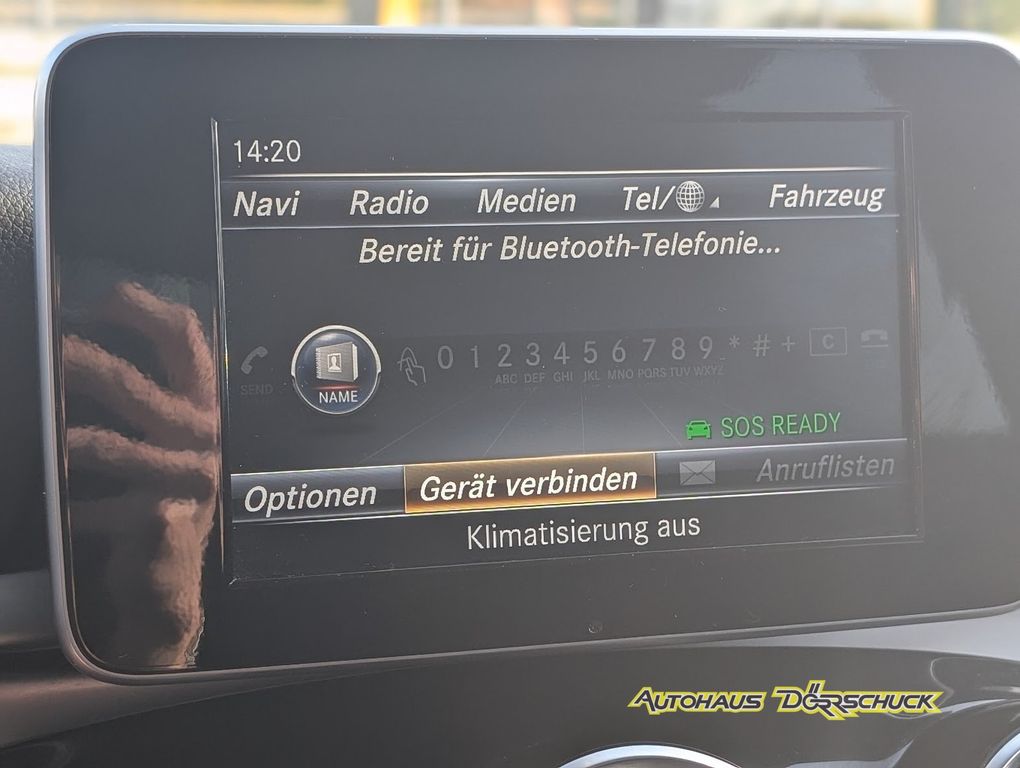 14:20
Navi Radio Medien Tel/ Fahrzeug
Bereit für Bluetooth-Telefonie...
SEND NAME 0 1 2 3 4 5 6 7 8 9 * # + C
ABC DEF GHI JKL MNO PQRS TUV WXYZ
SOS READY
Optionen Gerät verbinden Anruflisten
Klimatisierung aus
AUTOHAUS DÖRRSCHUCK